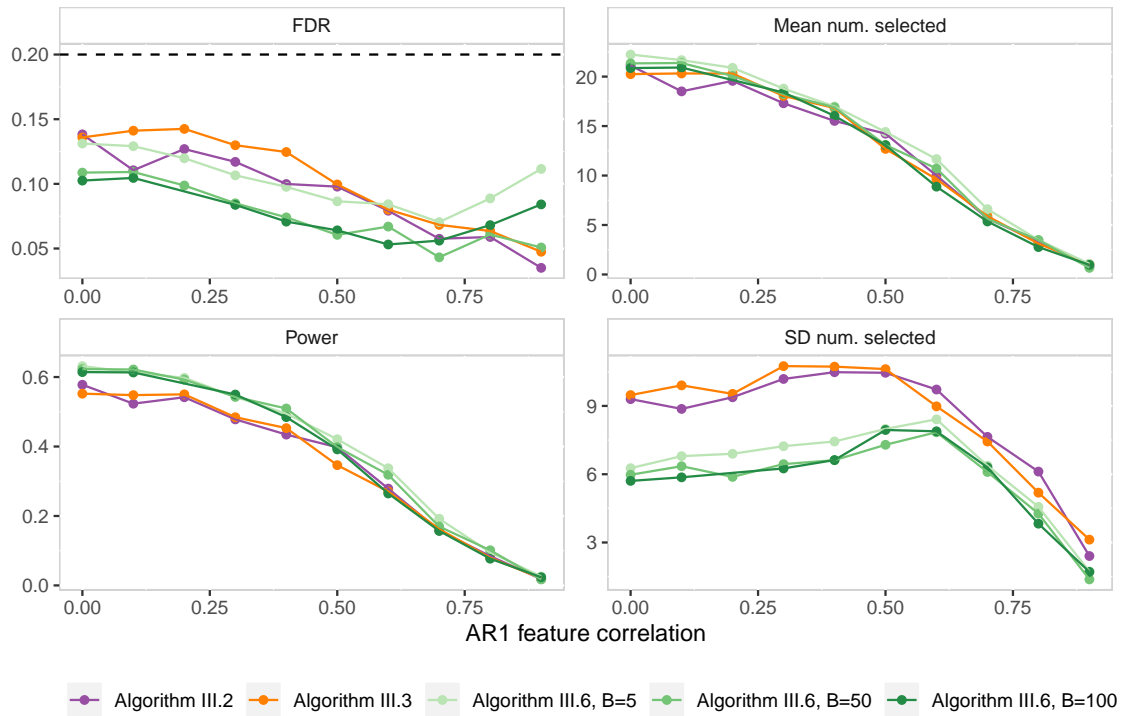 FDR
Mean num. selected
0.20
0.15
0.10
0.05
20
15
10
5
0
0.00 0.25 0.50 0.75
0.00 0.25 0.50 0.75
Power
SD num. selected
0.6
0.4
0.2
0.0
9
6
3
0.00 0.25 0.50 0.75
0.00 0.25 0.50 0.75
AR1 feature correlation
Algorithm III.2 Algorithm III.3 Algorithm III.6, B=5 Algorithm III.6, B=50 Algorithm III.6, B=100